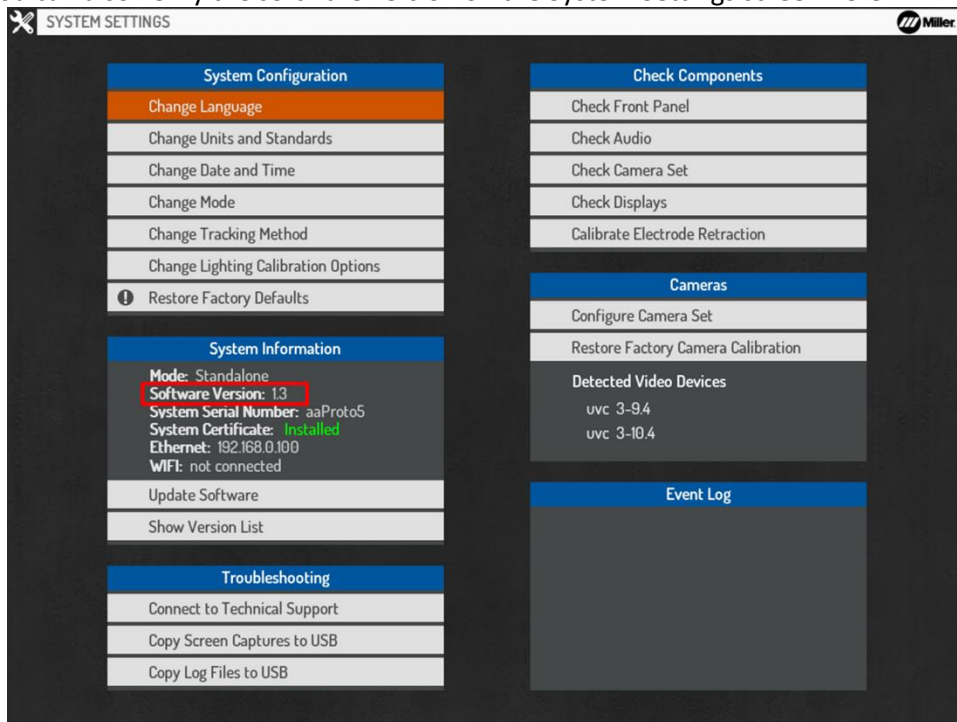 SYSTEM SETTINGS
Miller.
System Configuration
Change Language
Change Units and Standards
Change Date and Time
Change Mode
Change Tracking Method
Change Lighting Calibration Options
Restore Factory Defaults
System Information
Mode: Standalone
Software Version: 1.3
System Serial Number: aaProto5
System Certificate: Installed
Ethernet: 192.168.0.100
WIFI: not connected
Update Software
Show Version List
Troubleshooting
Connect to Technical Support
Copy Screen Captures to USB
Copy Log Files to USB
Check Components
Check Front Panel
Check Audio
Check Camera Set
Check Displays
Calibrate Electrode Retraction
Cameras
Configure Camera Set
Restore Factory Camera Calibration
Detected Video Devices
uvc 3-9.4
uvc 3-10.4
Event Log